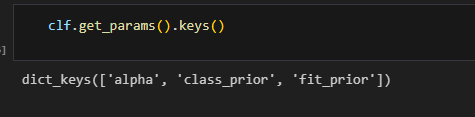 clf.get_params().keys()
]
dict_keys(['alpha', 'class_prior', 'fit_prior'])